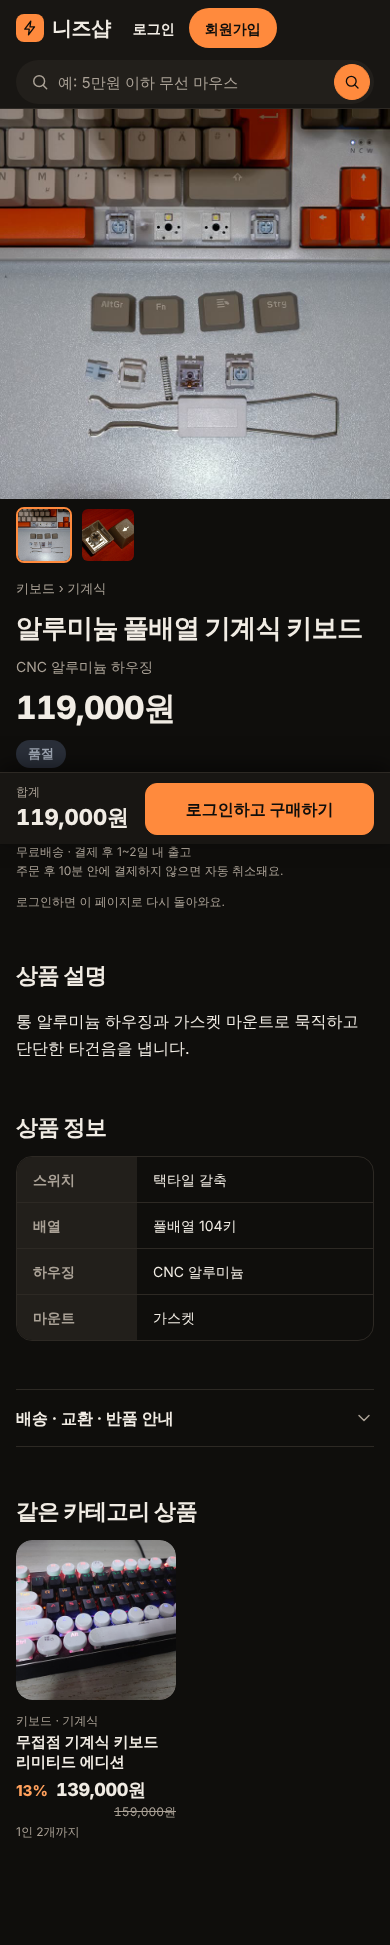 니즈샵
로그인
회원가입
예: 5만원 이하 무선 마우스
J K L Ö Ä
N M
N C W
AltGr Fn Strg
키보드 › 기계식
알루미늄 풀배열 기계식 키보드
CNC 알루미늄 하우징
119,000원
품절
합계
119,000원
로그인하고 구매하기
무료배송 · 결제 후 1~2일 내 출고
주문 후 10분 안에 결제하지 않으면 자동 취소돼요.
로그인하면 이 페이지로 다시 돌아와요.
상품 설명
통 알루미늄 하우징과 가스켓 마운트로 묵직하고
단단한 타건음을 냅니다.
상품 정보
스위치 택타일 갈축
배열 풀배열 104키
하우징 CNC 알루미늄
마운트 가스켓
배송 · 교환 · 반품 안내
같은 카테고리 상품
키보드 · 기계식
무접점 기계식 키보드
리미티드 에디션
13% 139,000원
159,000원
1인 2개까지